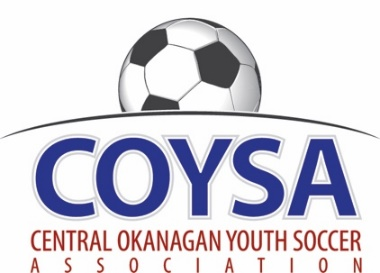 COYSA
CENTRAL OKANAGAN YOUTH SOCCER
ASSOCIATION